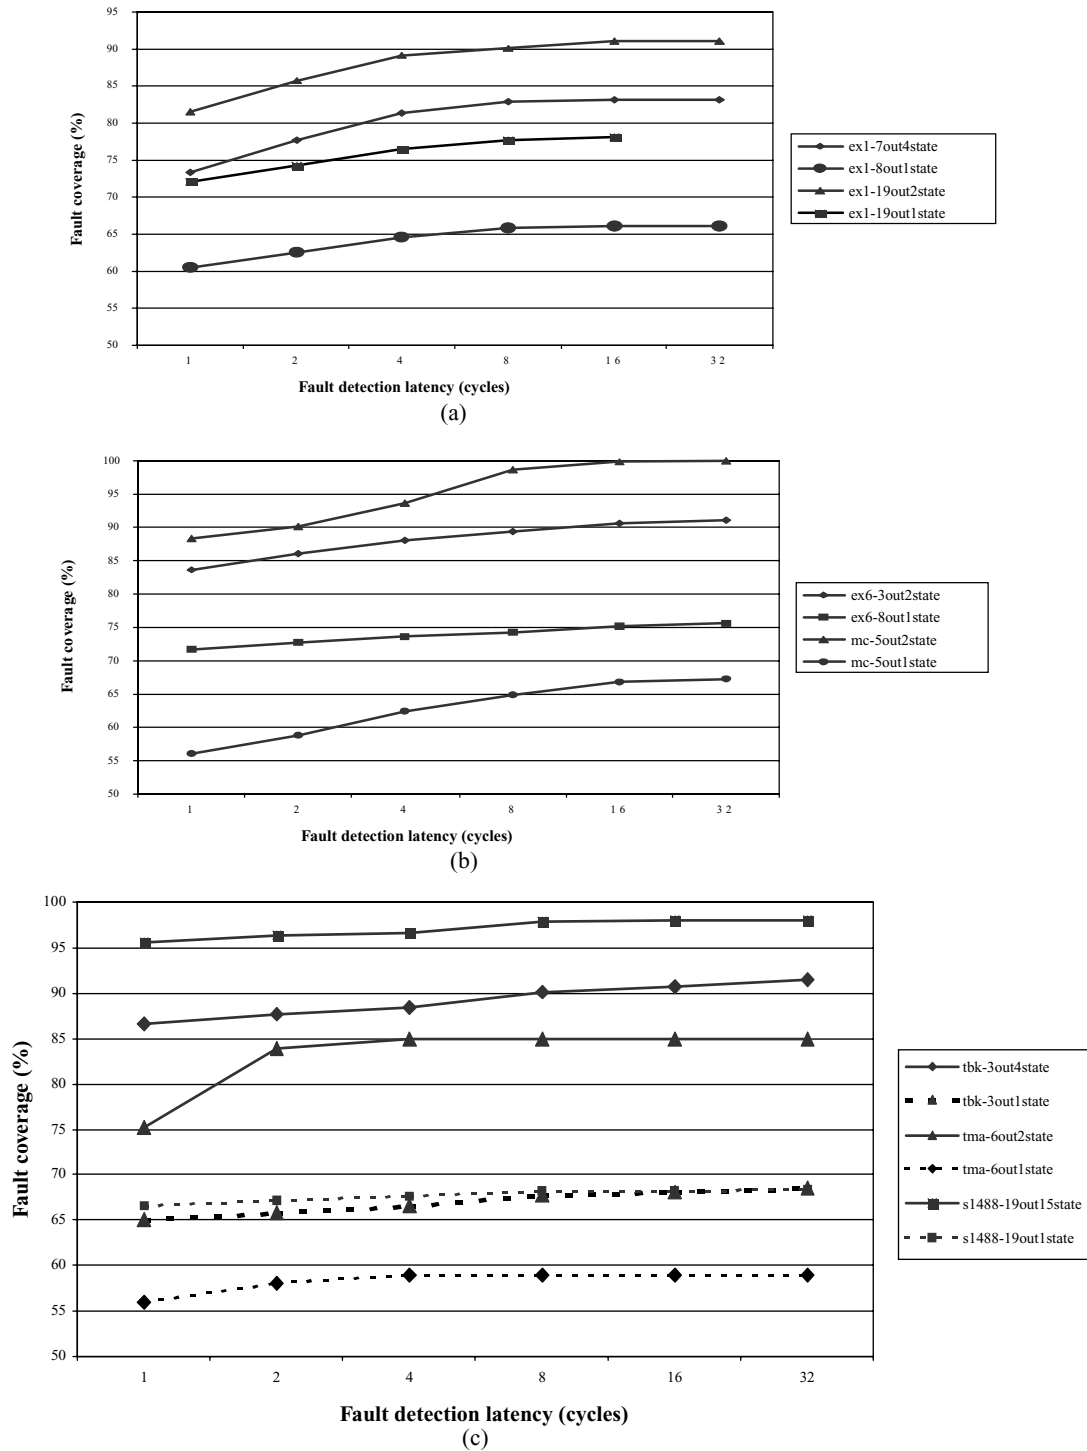 95
90
85
80
75
70
65
60
55
50
Fault coverage (%)
1 2 4 8 1 6 3 2
Fault detection latency (cycles)
(a)
ex1-7out4state
ex1-8out1state
ex1-19out2state
ex1-19out1state
100
95
90
85
80
75
70
65
60
55
50
Fault coverage (%)
1 2 4 8 1 6 3 2
Fault detection latency (cycles)
(b)
ex6-3out2state
ex6-8out1state
mc-5out2state
mc-5out1state
100
95
90
85
80
75
70
65
60
55
50
Fault coverage (%)
1 2 4 8 16 32
Fault detection latency (cycles)
(c)
tbk-3out4state
tbk-3out1state
tma-6out2state
tma-6out1state
s1488-19out15state
s1488-19out1state